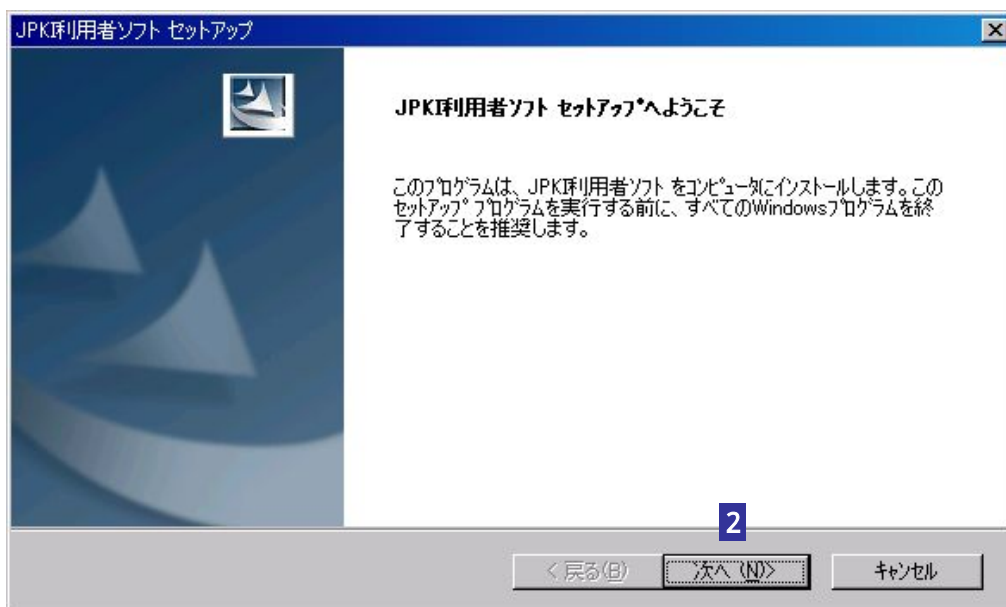 JPKI利用者ソフト セットアップ
JPKI利用者ソフト セットアップへようこそ
このプログラムは、JPKI利用者ソフト をコンピュータにインストールします。この
セットアップ プログラムを実行する前に、すべてのWindowsプログラムを終
了することを推奨します。
2
< 戻る(B)
次へ (N)>
キャンセル